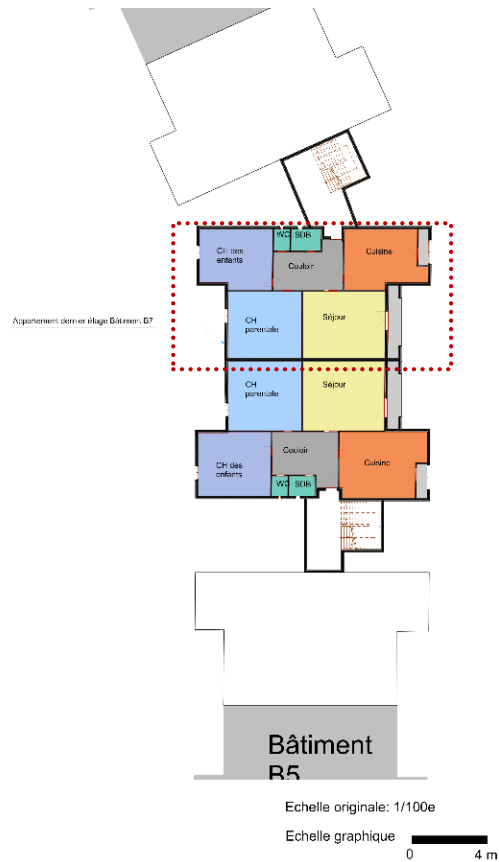 WC SDB
CH des
enfants
Cuisine
Couloir
CH
parentale
Séjour
Appartement dernier étage Bâtiment B7
CH
parentale
Séjour
Couloir
CH des
enfants
Cuisine
WC SDB
Bâtiment
B5
Echelle originale: 1/100e
Echelle graphique
0 4 m